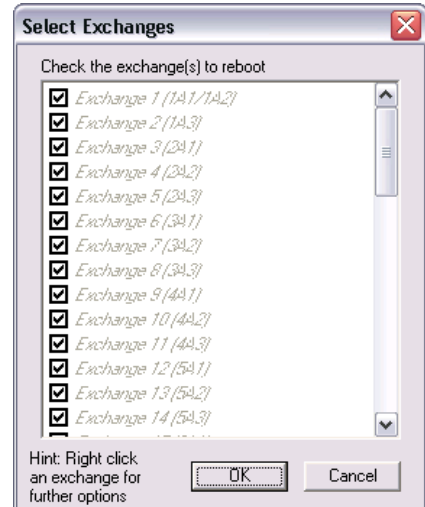 Select Exchanges
Check the exchange(s) to reboot
Exchange 1 (1A1/1A2)
Exchange 2 (1A3)
Exchange 3 (2A1)
Exchange 4 (2A2)
Exchange 5 (2A3)
Exchange 6 (3A1)
Exchange 7 (3A2)
Exchange 8 (3A3)
Exchange 9 (4A1)
Exchange 10 (4A2)
Exchange 11 (4A3)
Exchange 12 (5A1)
Exchange 13 (5A2)
Exchange 14 (5A3)
Hint: Right click
an exchange for
further options
OK
Cancel